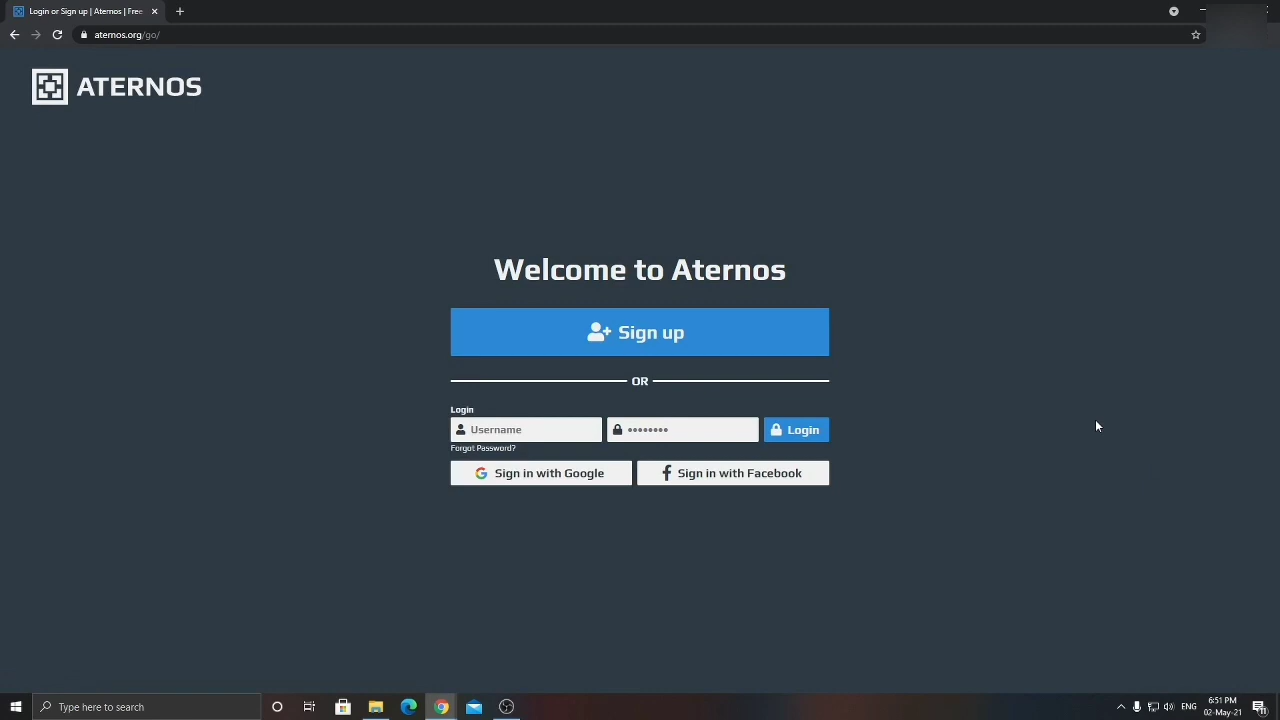 Login or Sign up | Aternos | Free
aternos.org/go/
ATERNOS
Welcome to Aternos
Sign up
OR
Login
Username
Login
Forgot Password?
Sign in with Google
Sign in with Facebook
Type here to search
ENG
6:51 PM
02-May-21